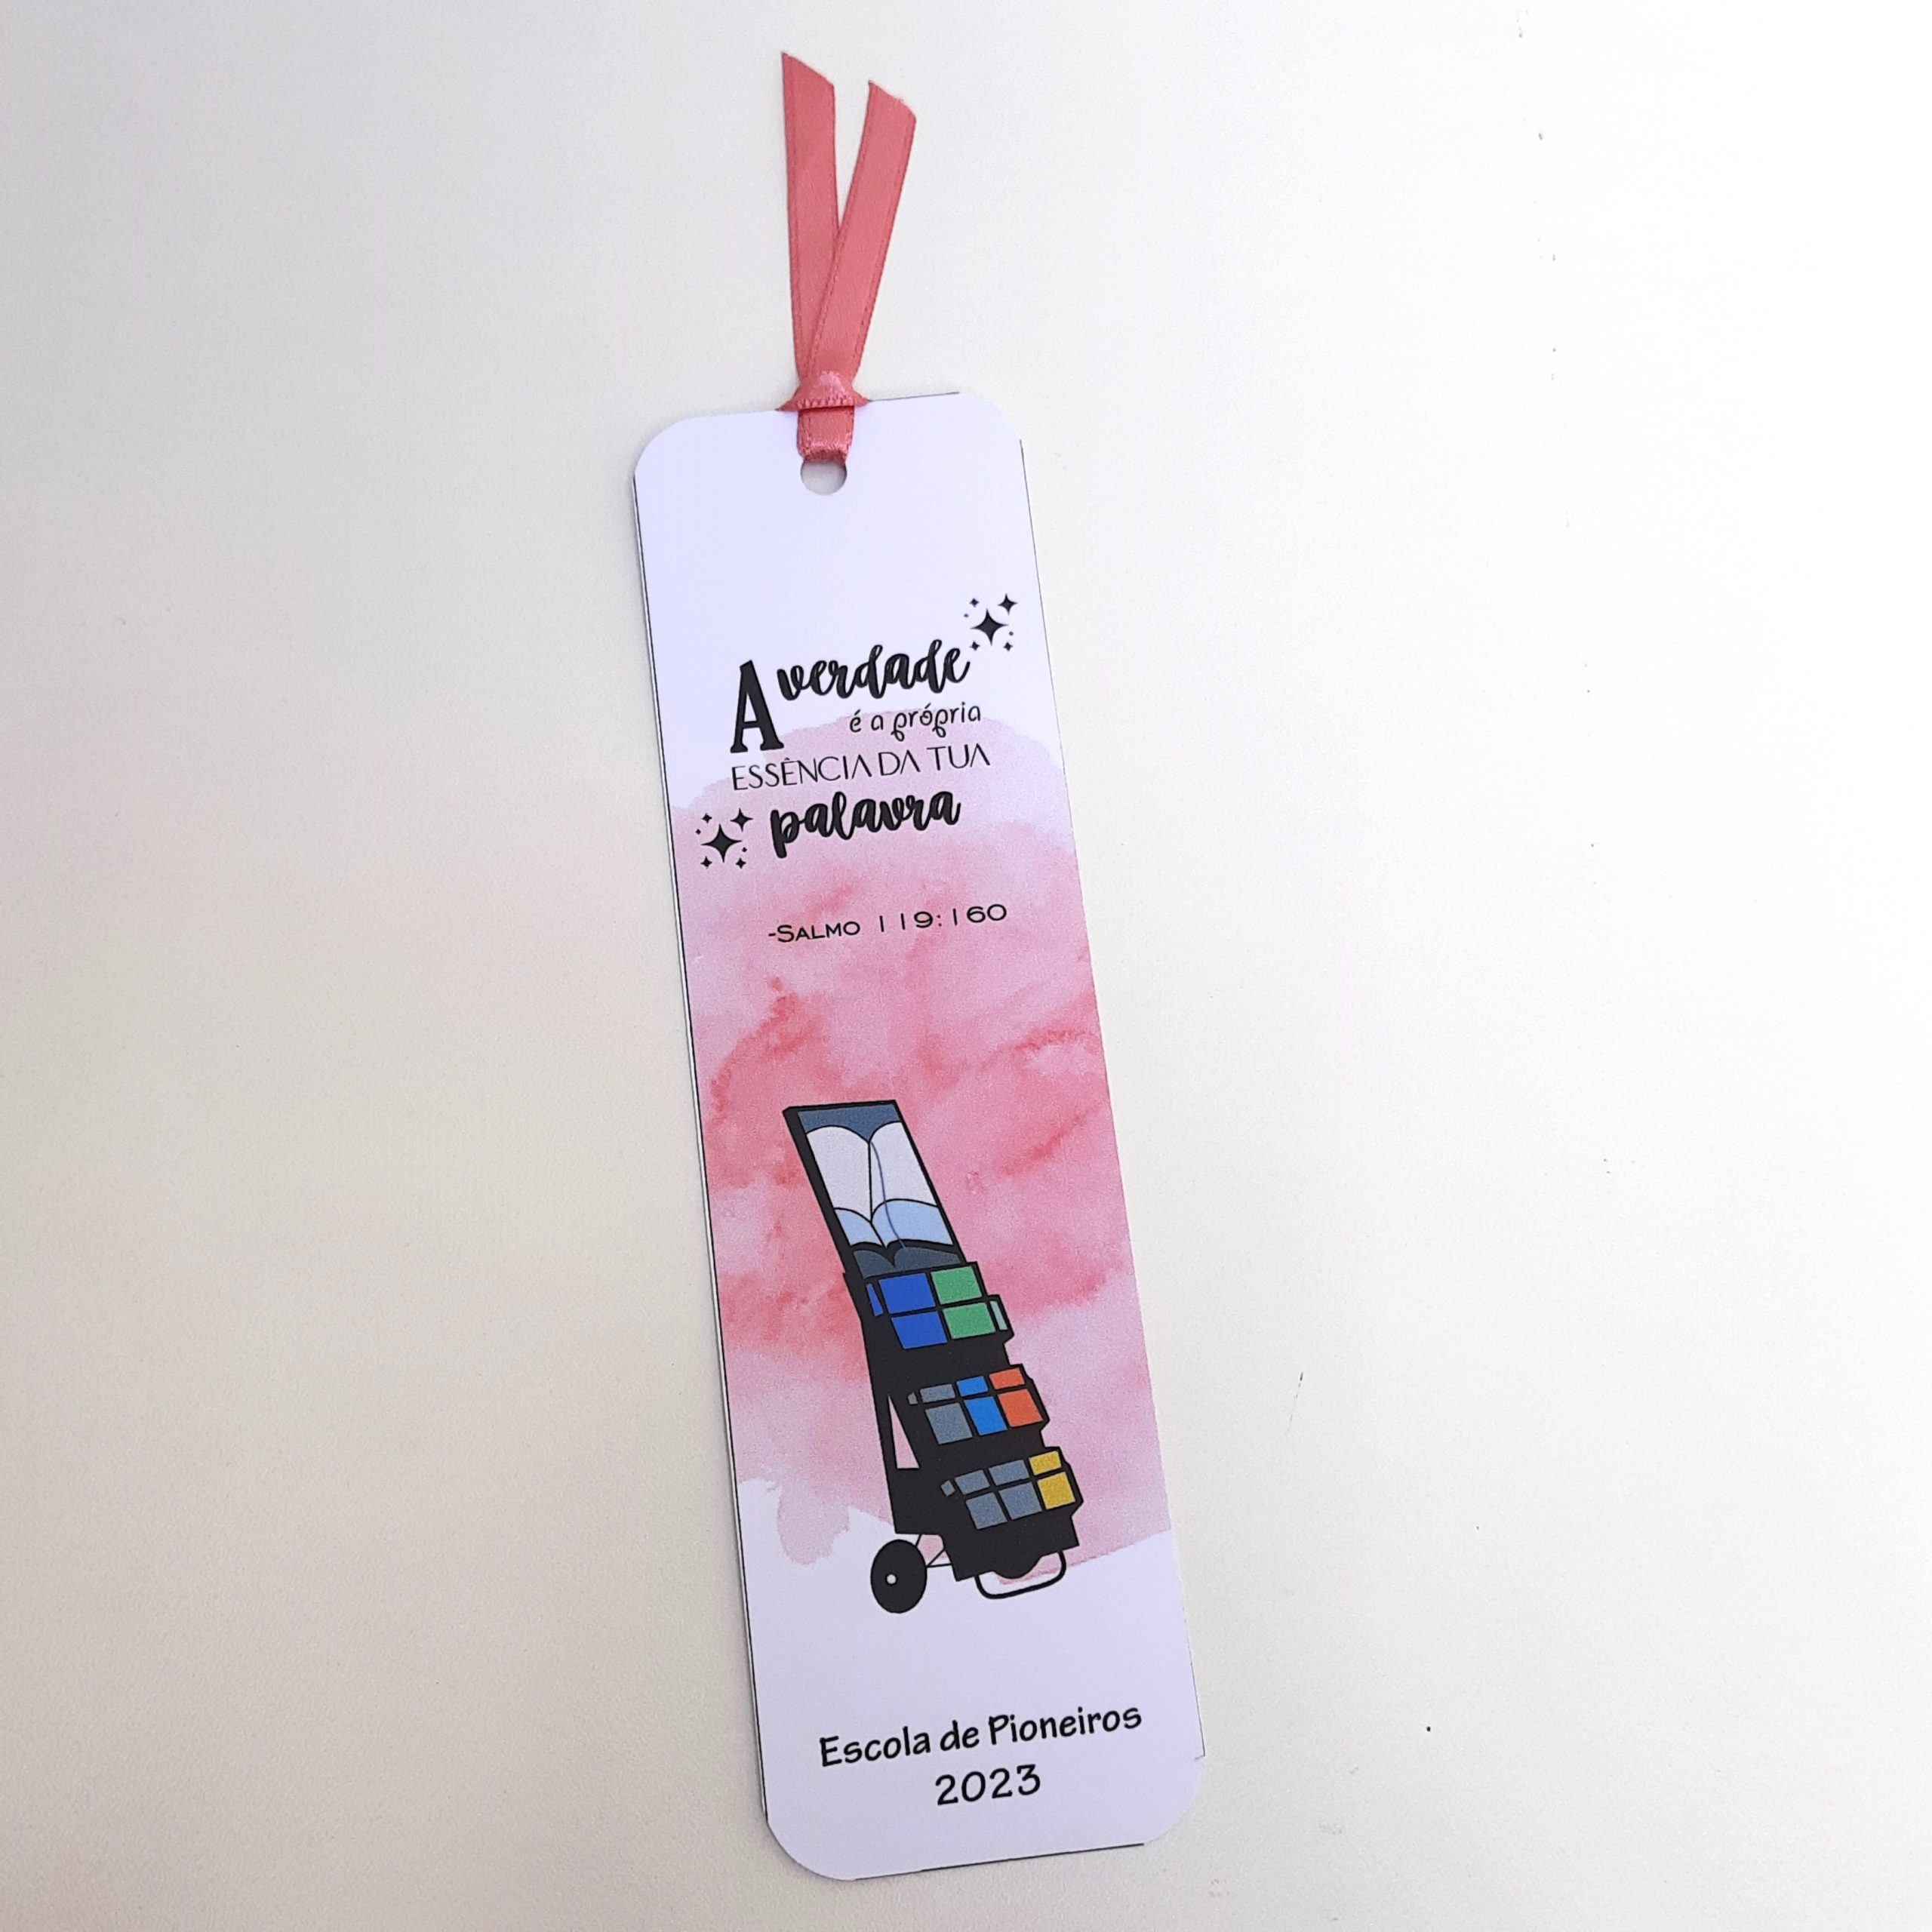 A verdade
é a própria
ESSÊNCIA DA TUA
palavra
-SALMO 119:160
Escola de Pioneiros
2023